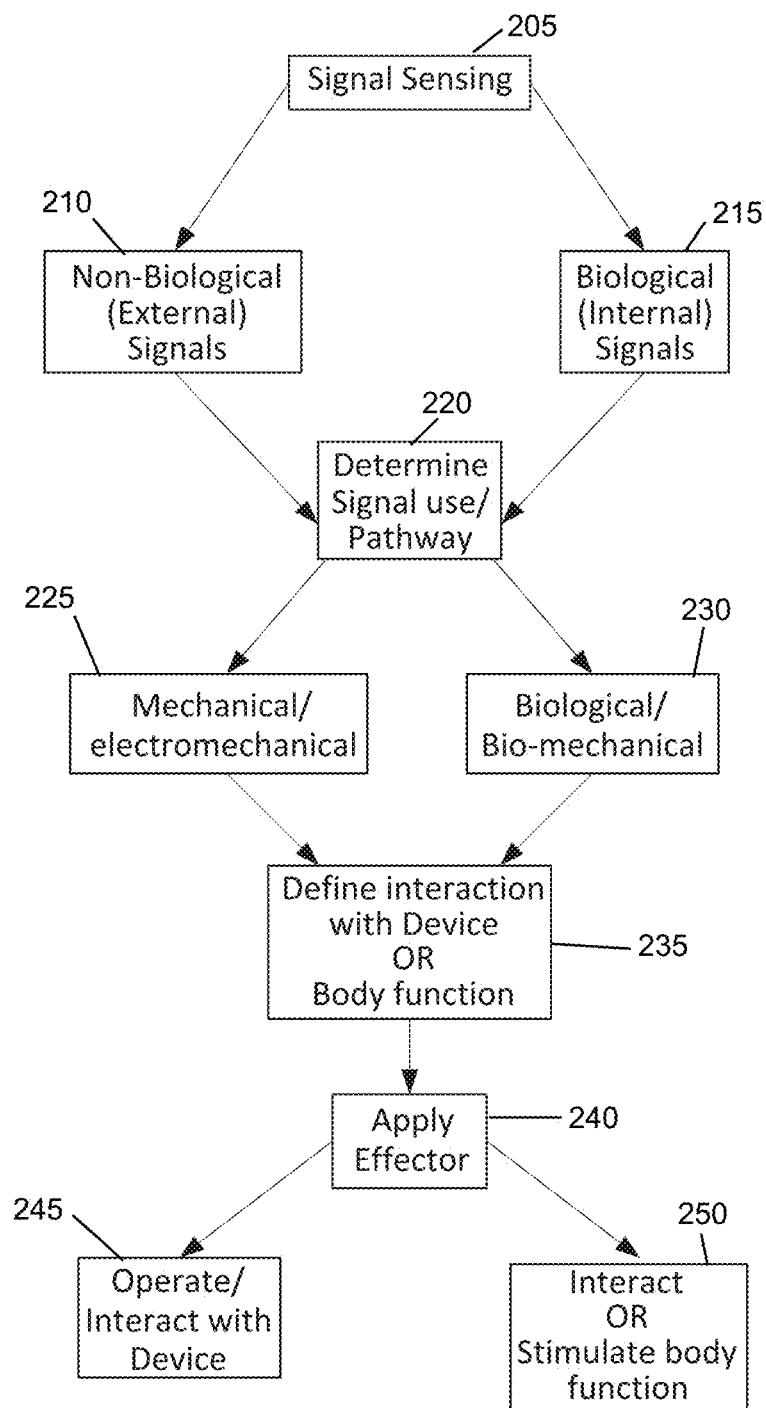 205
Signal Sensing
210
215
Non-Biological
(External)
Signals
Biological
(Internal)
Signals
220
Determine
Signal use/
Pathway
225
230
Mechanical/
electromechanical
Biological/
Bio-mechanical
Define interaction
with Device
OR
Body function
235
Apply
Effector
240
245
250
Operate/
Interact with
Device
Interact
OR
Stimulate body
function